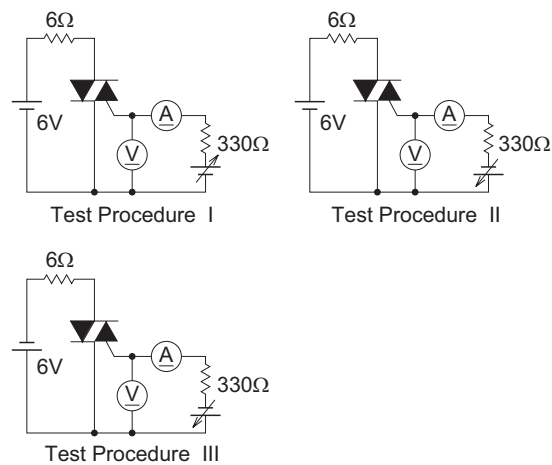 6Ω
6V
A
V
330Ω
Test Procedure I
6Ω
6V
A
V
330Ω
Test Procedure II
6Ω
6V
A
V
330Ω
Test Procedure III